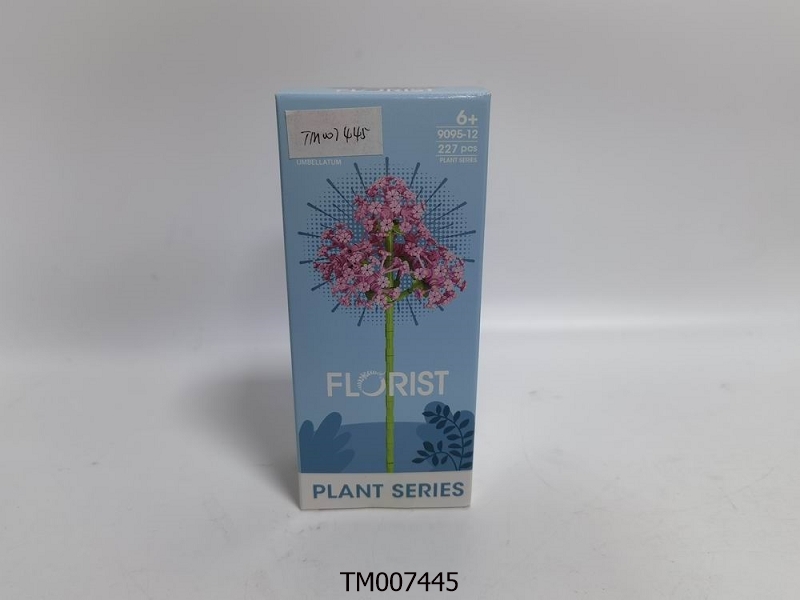 TM007445
UMBELLATUM
6+
9095-12
227 pcs
PLANT SERIES
FLORIST
PLANT SERIES
TM007445